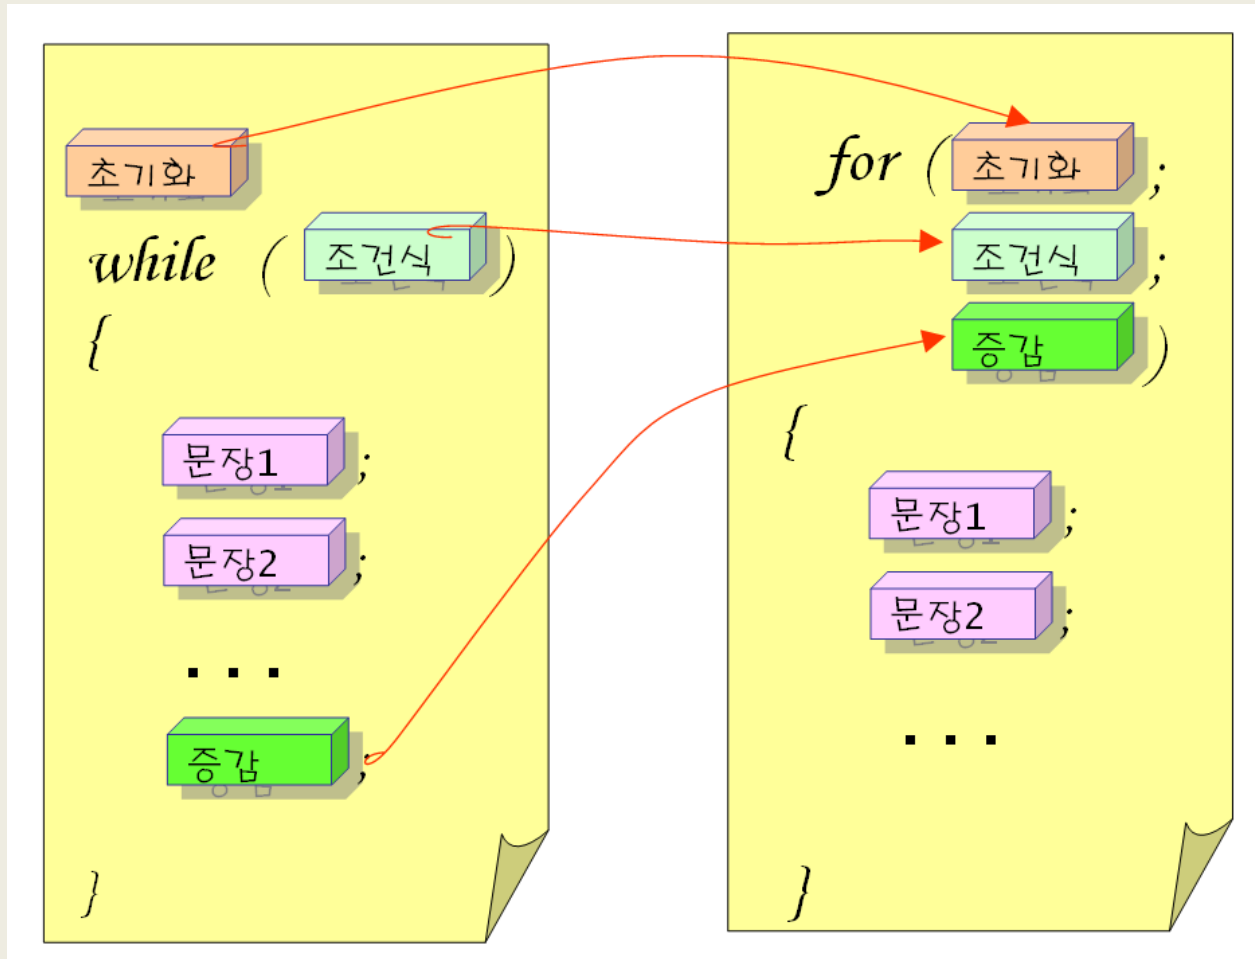 초기화
while ( 조건식 )
{
문장1 ;
문장2 ;
...
증감 ;
}
for ( 초기화 ;
조건식 ;
증감 )
{
문장1 ;
문장2 ;
...
}